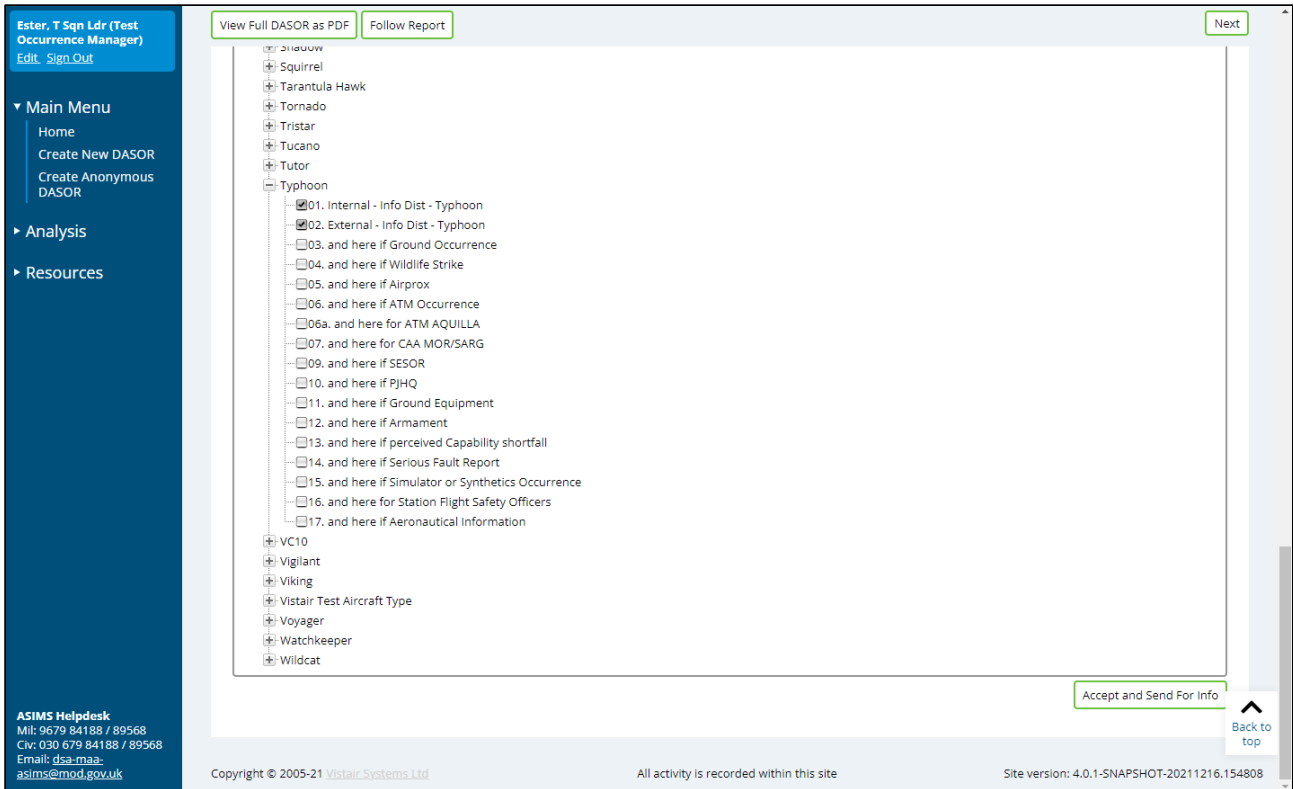 Ester, T Sqn Ldr (Test
Occurrence Manager)
Edit Sign Out
Main Menu
Home
Create New DASOR
Create Anonymous
DASOR
Analysis
Resources
ASIMS Helpdesk
Mil: 9679 84188 / 89568
Civ: 030 679 84188 / 89568
Email: dsa-maa-
asims@mod.gov.uk
View Full DASOR as PDF
Follow Report
Next
Shadow
Squirrel
Tarantula Hawk
Tornado
Tristar
Tucano
Tutor
Typhoon
01. Internal - Info Dist - Typhoon
02. External - Info Dist - Typhoon
03. and here if Ground Occurrence
04. and here if Wildlife Strike
05. and here if Airprox
06. and here if ATM Occurrence
06a. and here for ATM AQUILLA
07. and here for CAA MOR/SARG
09. and here if SESOR
10. and here if PJHQ
11. and here if Ground Equipment
12. and here if Armament
13. and here if perceived Capability shortfall
14. and here if Serious Fault Report
15. and here if Simulator or Synthetics Occurrence
16. and here for Station Flight Safety Officers
17. and here if Aeronautical Information
VC10
Vigilant
Viking
Vistair Test Aircraft Type
Voyager
Watchkeeper
Wildcat
Accept and Send For Info
Back to
top
Copyright © 2005-21 Vistair Systems Ltd
All activity is recorded within this site
Site version: 4.0.1-SNAPSHOT-20211216.154808